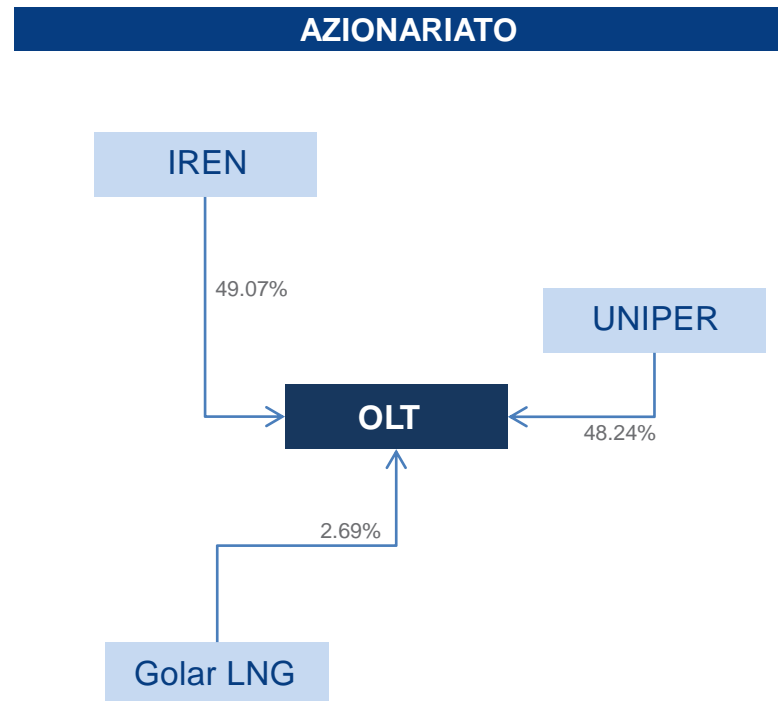 AZIONARIATO
IREN
49.07%
UNIPER
OLT
48.24%
2.69%
Golar LNG